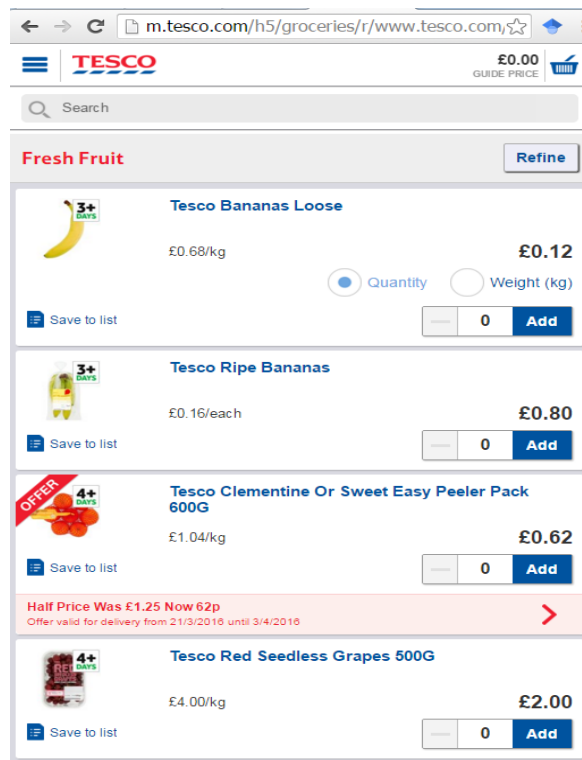 m.tesco.com/h5/groceries/r/www.tesco.com/
TESCO
£0.00
GUIDE PRICE
Search
Fresh Fruit
Refine
3+
DAYS
Tesco Bananas Loose
£0.68/kg
£0.12
Quantity
Weight (kg)
Save to list
0
Add
3+
DAYS
Tesco Ripe Bananas
£0.16/each
£0.80
Save to list
0
Add
OFFER
4+
DAYS
Tesco Clementine Or Sweet Easy Peeler Pack
600G
£1.04/kg
£0.62
Save to list
0
Add
Half Price Was £1.25 Now 62p
Offer valid for delivery from 21/3/2016 until 3/4/2016
4+
DAYS
RED
Tesco Red Seedless Grapes 500G
£4.00/kg
£2.00
Save to list
0
Add